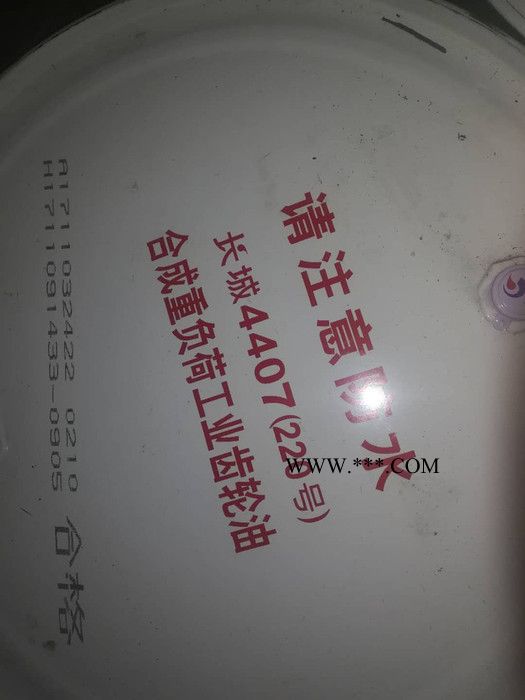 请注意防水
长城4407(220号)
合成重负荷工业齿轮油
A1711032422 0210
H1711091433-0905
合格
WWW.***.COM